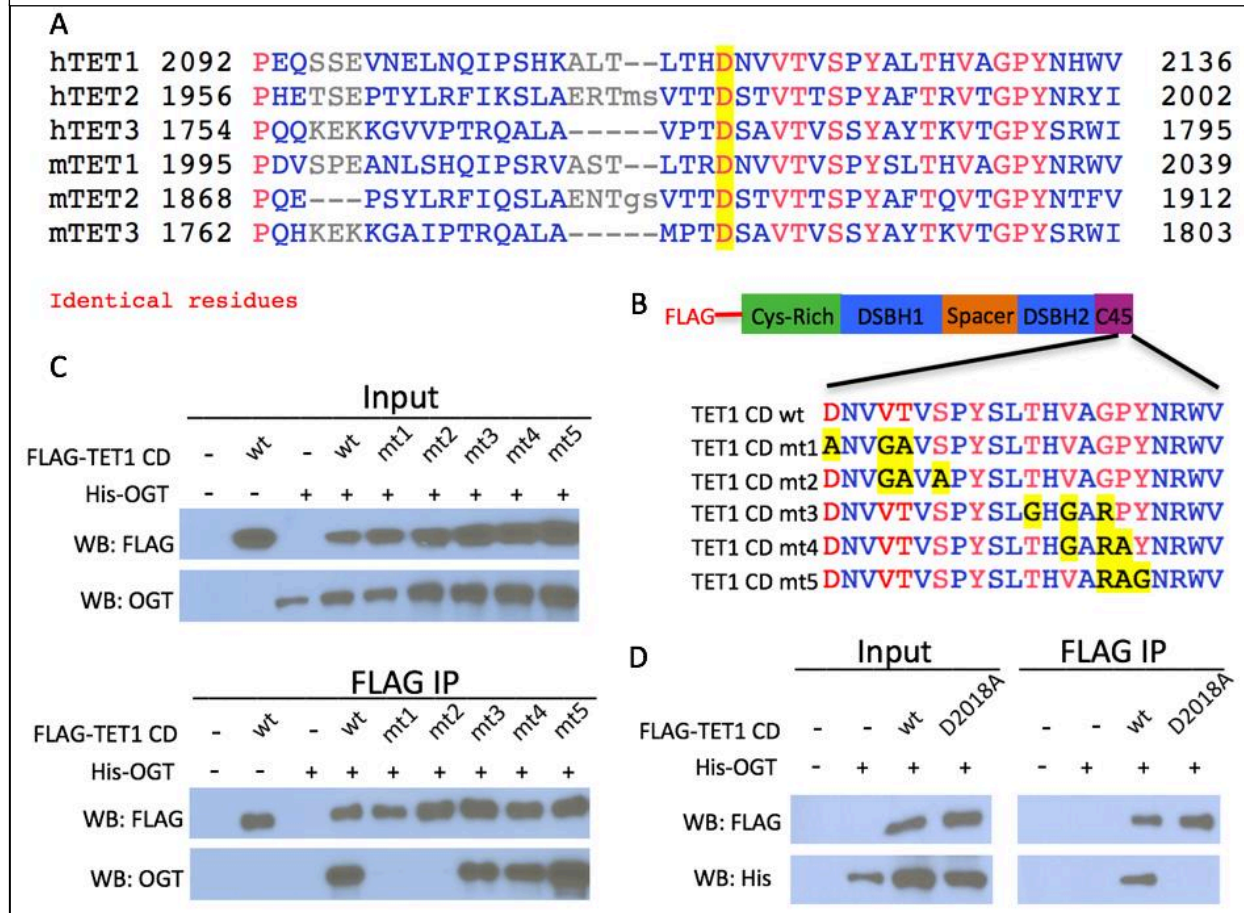 A
hTET1 2092 PEQSSEVNELNQIPSHKALT--LTHDNVVTVSPYALTHVAGPYNHWV 2136
hTET2 1956 PHETSEPTYLRFIKSLAERTmsVTTDSTVTTSPYAFTRVTGPYNRYI 2002
hTET3 1754 PQQKEKKGVVPTRQALA-----VPTDSAVTVSSYAYTKVTGPYSRWI 1795
mTET1 1995 PDVSPEANLSHQIPSRVAST--LTRDNVVTVSPYSLTHVAGPYNRWV 2039
mTET2 1868 PQE---PSYLRFIQSLAENTgsVTTDSTVTTSPYAFTQVTGPYNTFV 1912
mTET3 1762 PQHKEKKGAIPTRQALA-----MPTDSAVTVSSYAYTKVTGPYSRWI 1803
Identical residues
B
FLAG Cys-Rich DSBH1 Spacer DSBH2 C45
TET1 CD wt DNVVTVSPYSLTHVAGPYNRWV
TET1 CD mt1 ANVGAVSPYSLTHVAGPYNRWV
TET1 CD mt2 DNVGAVAPYSLTHVAGPYNRWV
TET1 CD mt3 DNVVTVSPYSLGHGARPYNRWV
TET1 CD mt4 DNVVTVSPYSLTHGARAYNRWV
TET1 CD mt5 DNVVTVSPYSLTHVARAGNRWV
C
Input
FLAG-TET1 CD - wt - wt mt1 mt2 mt3 mt4 mt5
His-OGT - - + + + + + + +
WB: FLAG
WB: OGT
FLAG IP
FLAG-TET1 CD - wt - wt mt1 mt2 mt3 mt4 mt5
His-OGT - - + + + + + + +
WB: FLAG
WB: OGT
D
Input FLAG IP
FLAG-TET1 CD - - wt D2018A - - wt D2018A
His-OGT - + + + - + + +
WB: FLAG
WB: His